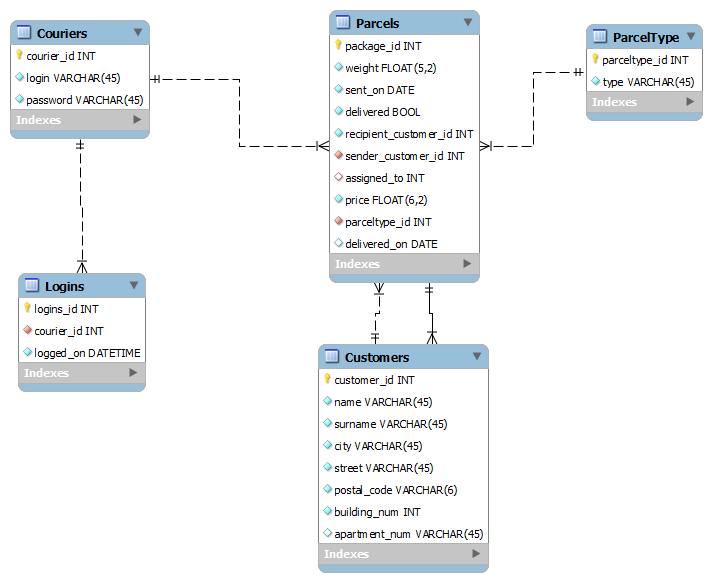 Couriers
courier_id INT
login VARCHAR(45)
password VARCHAR(45)
Indexes
Parcels
package_id INT
weight FLOAT(5,2)
sent_on DATE
delivered BOOL
recipient_customer_id INT
sender_customer_id INT
assigned_to INT
price FLOAT(6,2)
parceltype_id INT
delivered_on DATE
Indexes
ParcelType
parceltype_id INT
type VARCHAR(45)
Indexes
Logins
logins_id INT
courier_id INT
logged_on DATETIME
Indexes
Customers
customer_id INT
name VARCHAR(45)
surname VARCHAR(45)
city VARCHAR(45)
street VARCHAR(45)
postal_code VARCHAR(6)
building_num INT
apartment_num VARCHAR(45)
Indexes